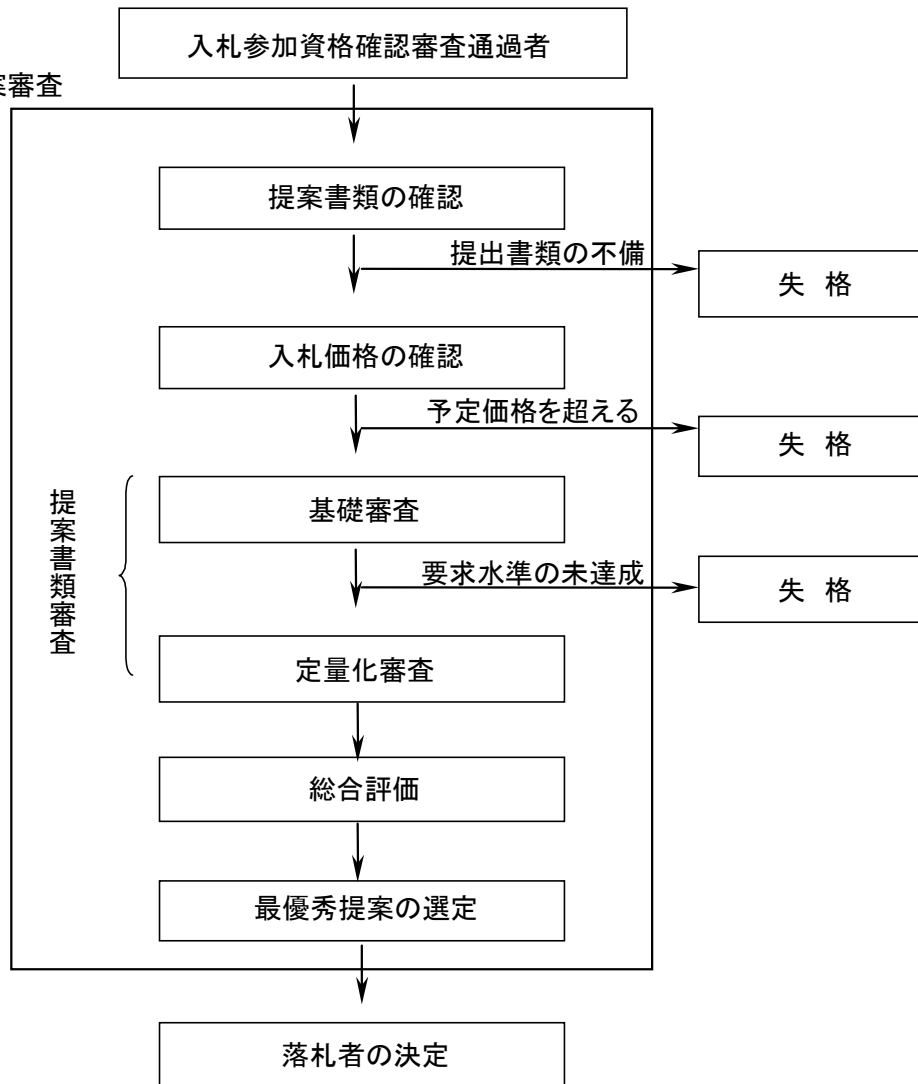 入札参加資格確認審査通過者
案審査
提案書類の確認
提出書類の不備
失 格
入札価格の確認
予定価格を超える
失 格
提案書類審査
基礎審査
要求水準の未達成
失 格
定量化審査
総合評価
最優秀提案の選定
落札者の決定